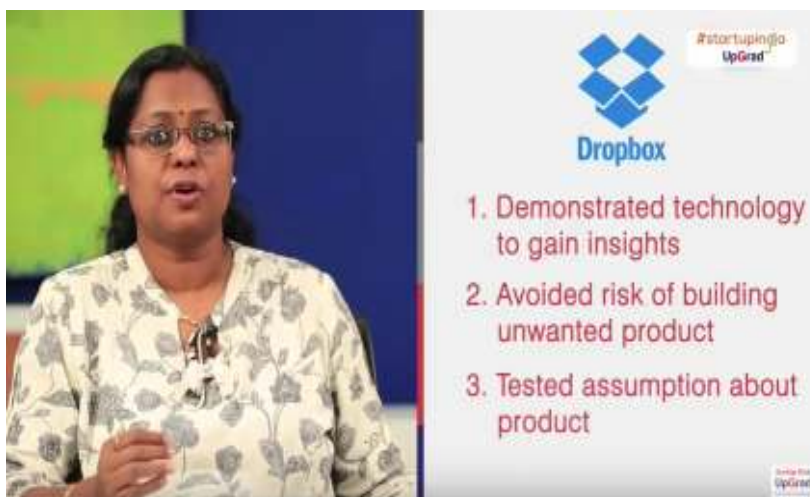 #startupindia
UpGrad
Dropbox
1. Demonstrated technology
to gain insights
2. Avoided risk of building
unwanted product
3. Tested assumption about
product
UpGrad